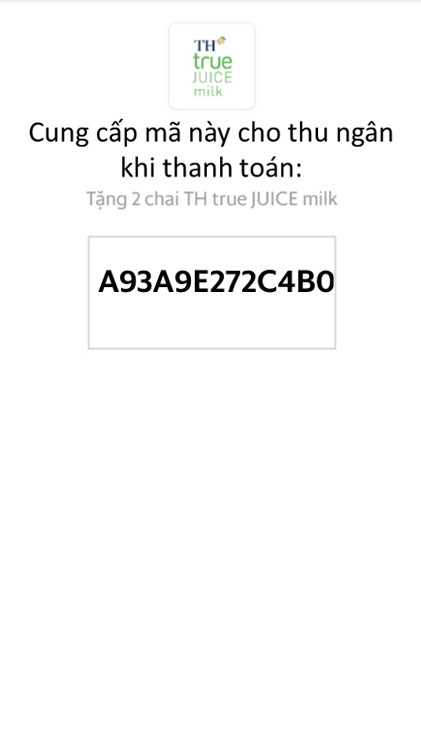 TH
true
JUICE
milk
Cung cấp mã này cho thu ngân
khi thanh toán:
Tặng 2 chai TH true JUICE milk
A93A9E272C4B0